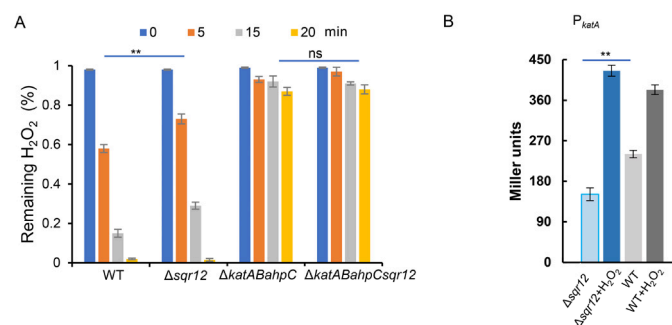 A
0 5 15 20 min
** ns
Remaining H₂O₂ (%)
1
0.8
0.6
0.4
0.2
0
WT Δsqr12 ΔkatABahpC ΔkatABahpCsqr12
B
PkatA
**
Miller units
450
360
270
180
90
0
Δsqr12 Δsqr12+H₂O₂ WT WT+H₂O₂